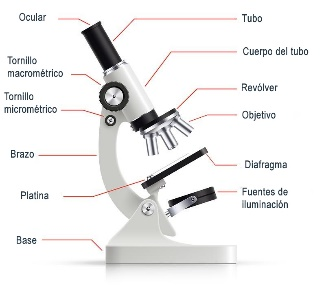 Ocular
Tornillo
macrométrico
Tornillo
micrométrico
Brazo
Platina
Base
Tubo
Cuerpo del tubo
Revólver
Objetivo
Diafragma
Fuentes de
iluminación